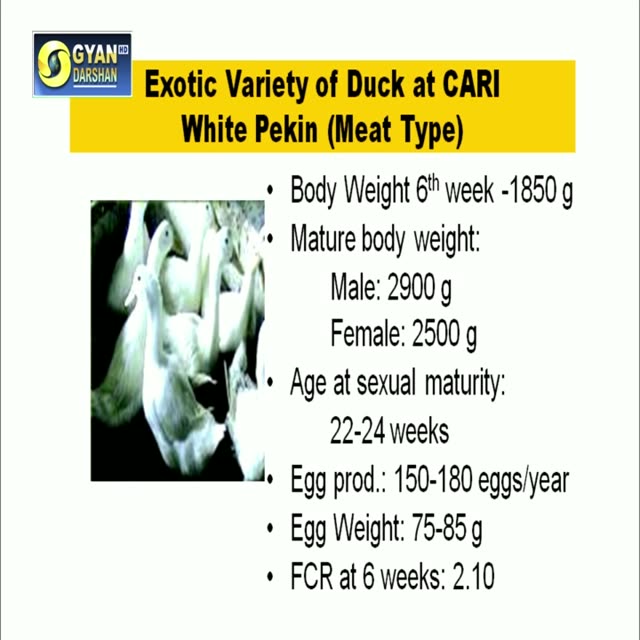 GYAN HD
DARSHAN
Exotic Variety of Duck at CARI
White Pekin (Meat Type)
• Body Weight 6th week -1850 g
• Mature body weight:
Male: 2900 g
Female: 2500 g
• Age at sexual maturity:
22-24 weeks
• Egg prod.: 150-180 eggs/year
• Egg Weight: 75-85 g
• FCR at 6 weeks: 2.10